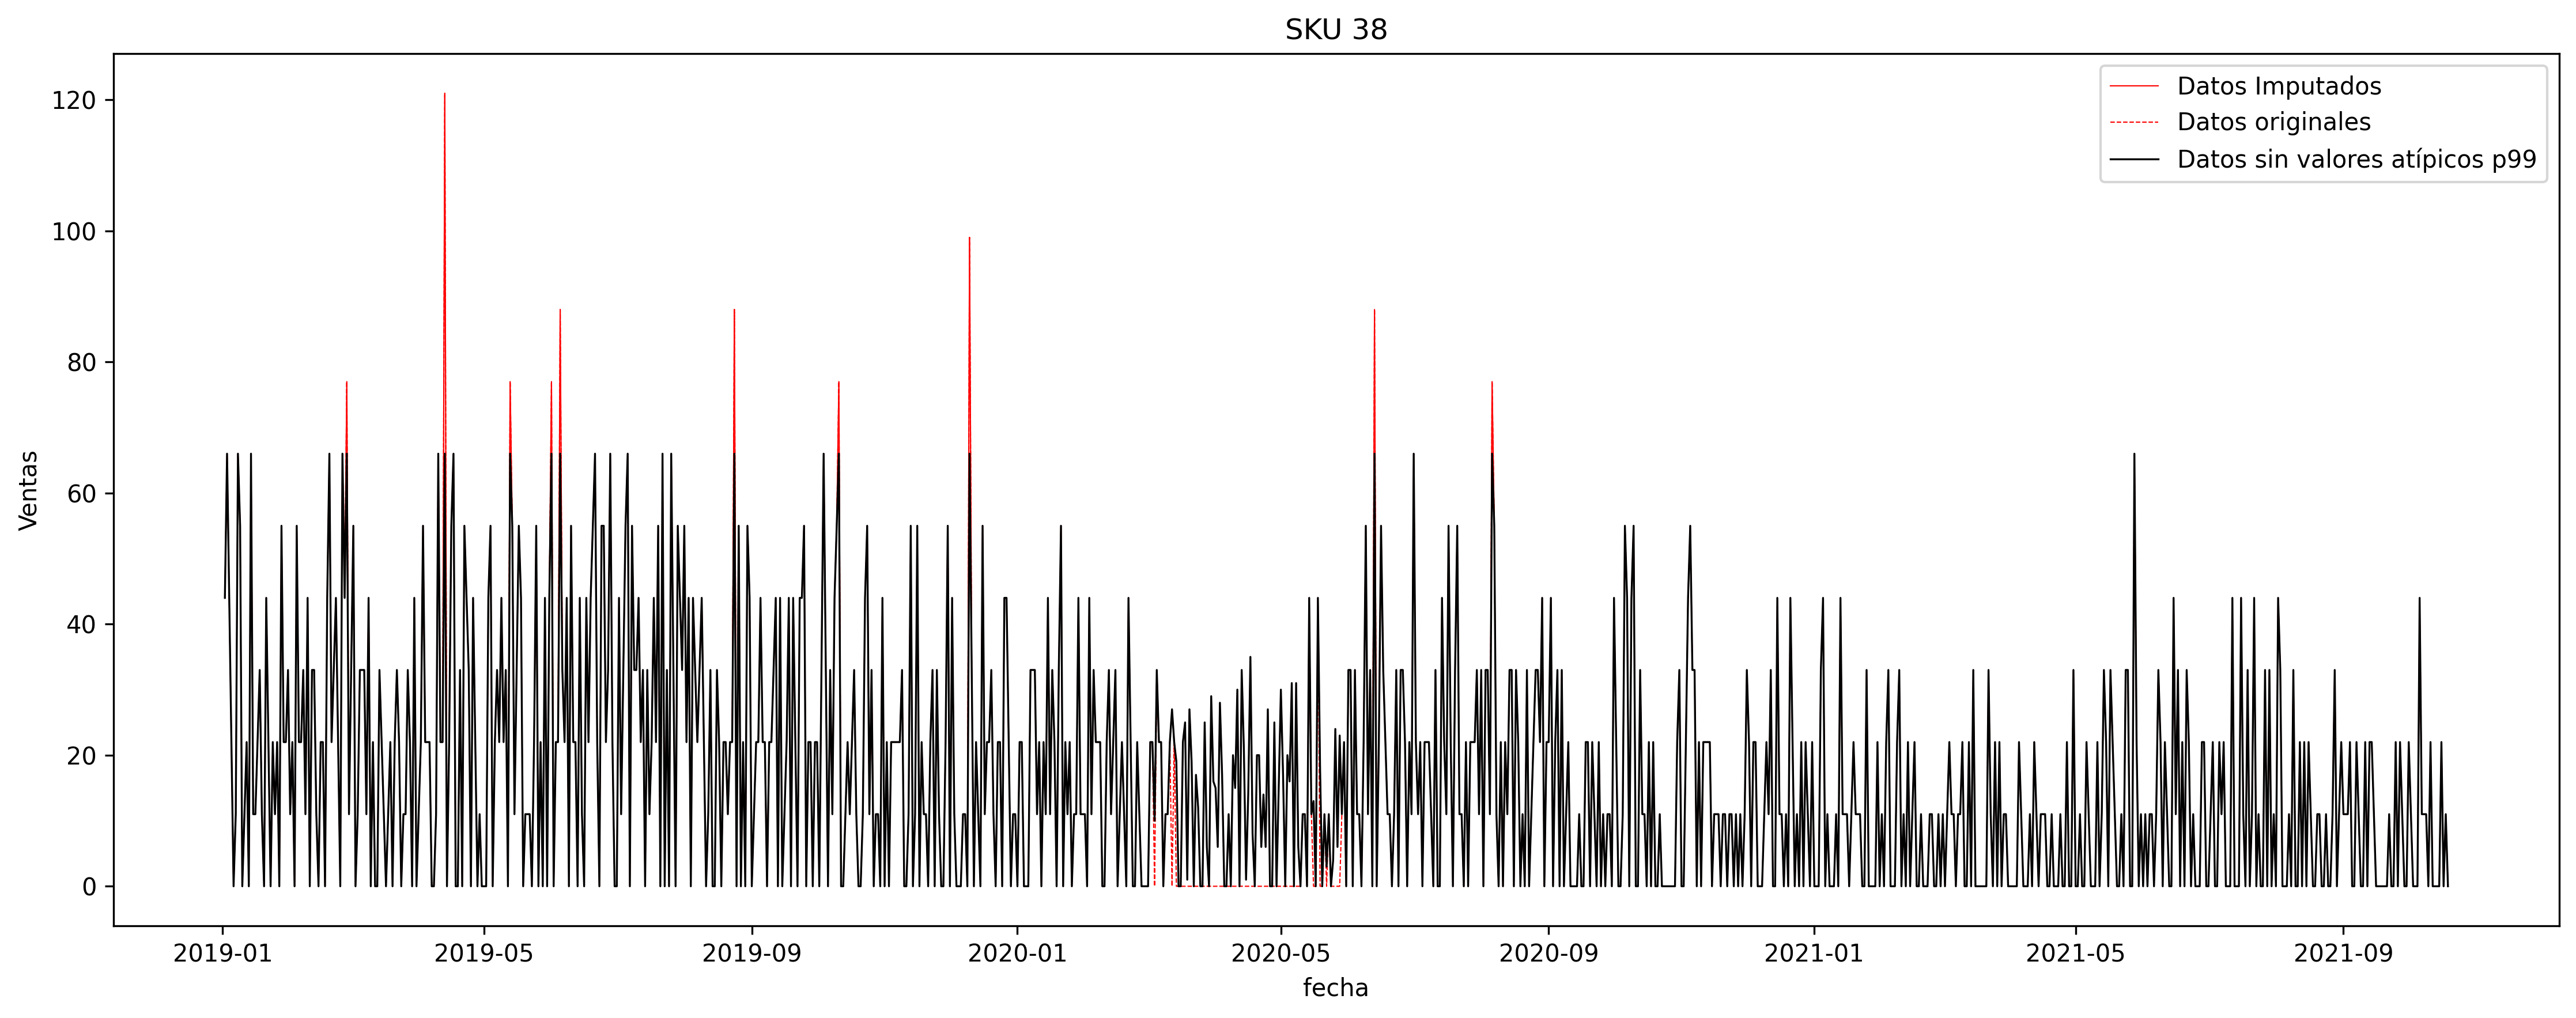 SKU 38
Datos Imputados
Datos originales
Datos sin valores atípicos p99
120
100
80
60
40
20
0
Ventas
2019-01 2019-05 2019-09 2020-01 2020-05 2020-09 2021-01 2021-05 2021-09
fecha